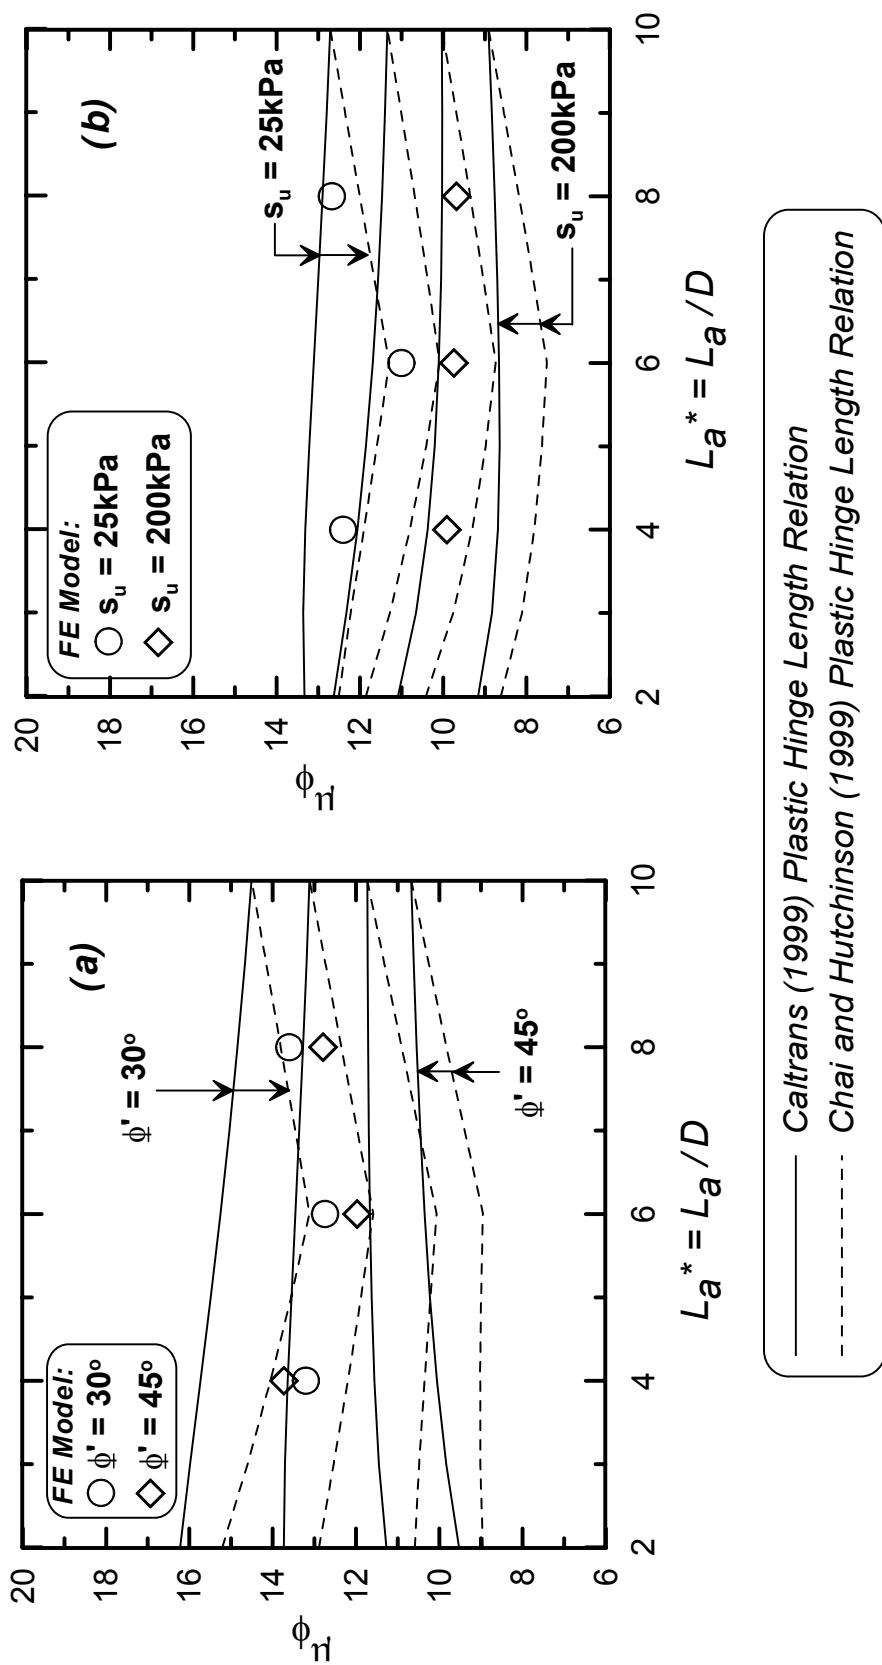 (a)
FE Model:
ϕ' = 30°
ϕ' = 45°
ϕ' = 30°
ϕ' = 45°
20
18
16
14
12
10
8
6
μϕ
2
4
6
8
10
La* = La / D
(b)
FE Model:
su = 25kPa
su = 200kPa
su = 25kPa
su = 200kPa
20
18
16
14
12
10
8
6
μϕ
2
4
6
8
10
La* = La / D
Caltrans (1999) Plastic Hinge Length Relation
Chai and Hutchinson (1999) Plastic Hinge Length Relation